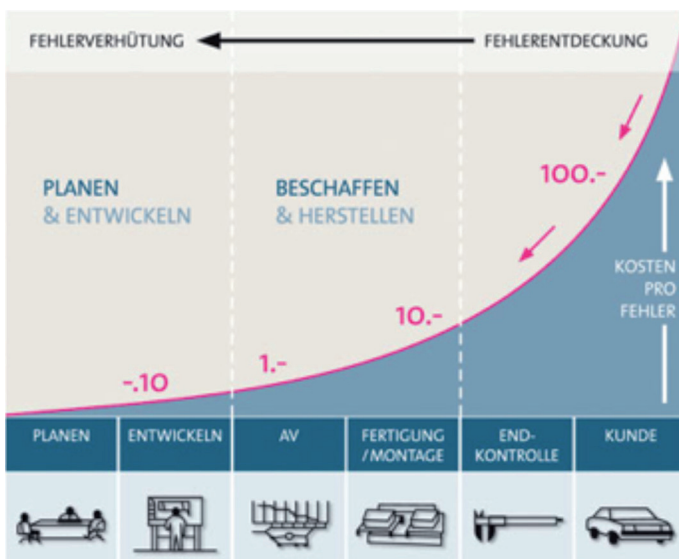 FEHLERVERHÜTUNG
FEHLERENTDECKUNG
PLANEN
& ENTWICKELN
BESCHAFFEN
& HERSTELLEN
100.-
10.-
1.-
-.10
KOSTEN
PRO
FEHLER
PLANEN
ENTWICKELN
AV
FERTIGUNG
/MONTAGE
END-
KONTROLLE
KUNDE